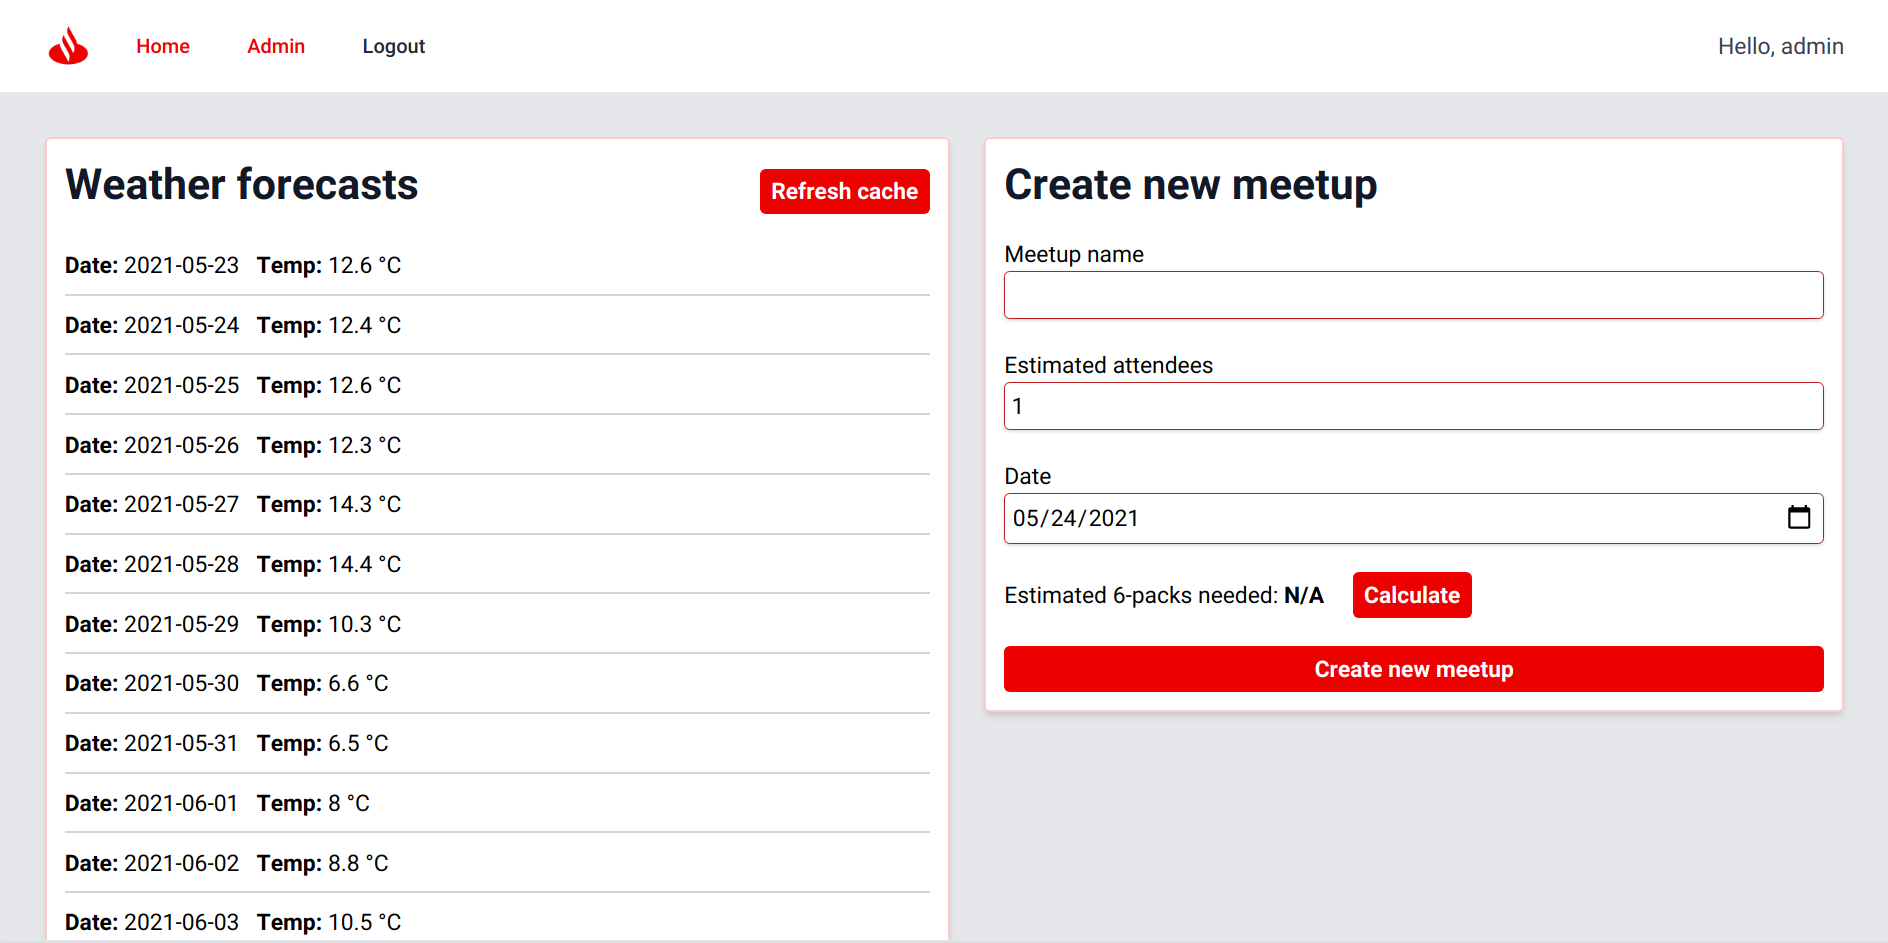 Home Admin Logout Hello, admin
Weather forecasts
Refresh cache
Date: 2021-05-23 Temp: 12.6 °C
Date: 2021-05-24 Temp: 12.4 °C
Date: 2021-05-25 Temp: 12.6 °C
Date: 2021-05-26 Temp: 12.3 °C
Date: 2021-05-27 Temp: 14.3 °C
Date: 2021-05-28 Temp: 14.4 °C
Date: 2021-05-29 Temp: 10.3 °C
Date: 2021-05-30 Temp: 6.6 °C
Date: 2021-05-31 Temp: 6.5 °C
Date: 2021-06-01 Temp: 8 °C
Date: 2021-06-02 Temp: 8.8 °C
Date: 2021-06-03 Temp: 10.5 °C
Create new meetup
Meetup name
Estimated attendees
1
Date
05/24/2021
Estimated 6-packs needed: N/A Calculate
Create new meetup